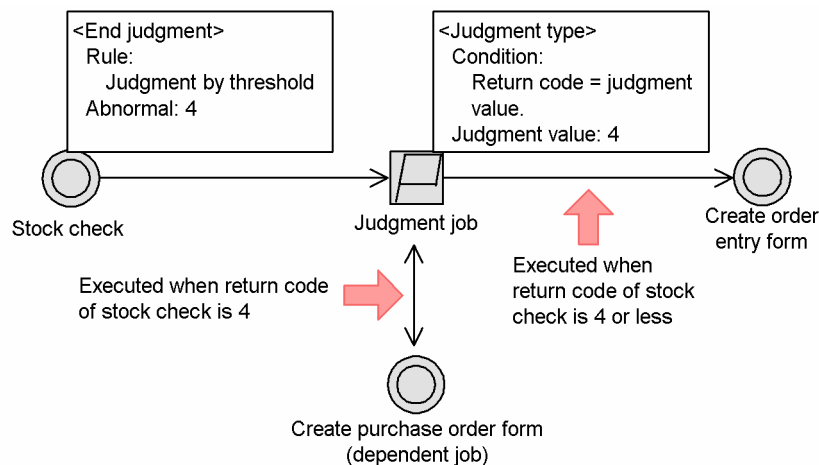 <End judgment>
Rule:
Judgment by threshold
Abnormal: 4
<Judgment type>
Condition:
Return code = judgment
value.
Judgment value: 4
Stock check
Judgment job
Create order
entry form
Executed when return code
of stock check is 4
Executed when
return code of stock
check is 4 or less
Create purchase order form
(dependent job)